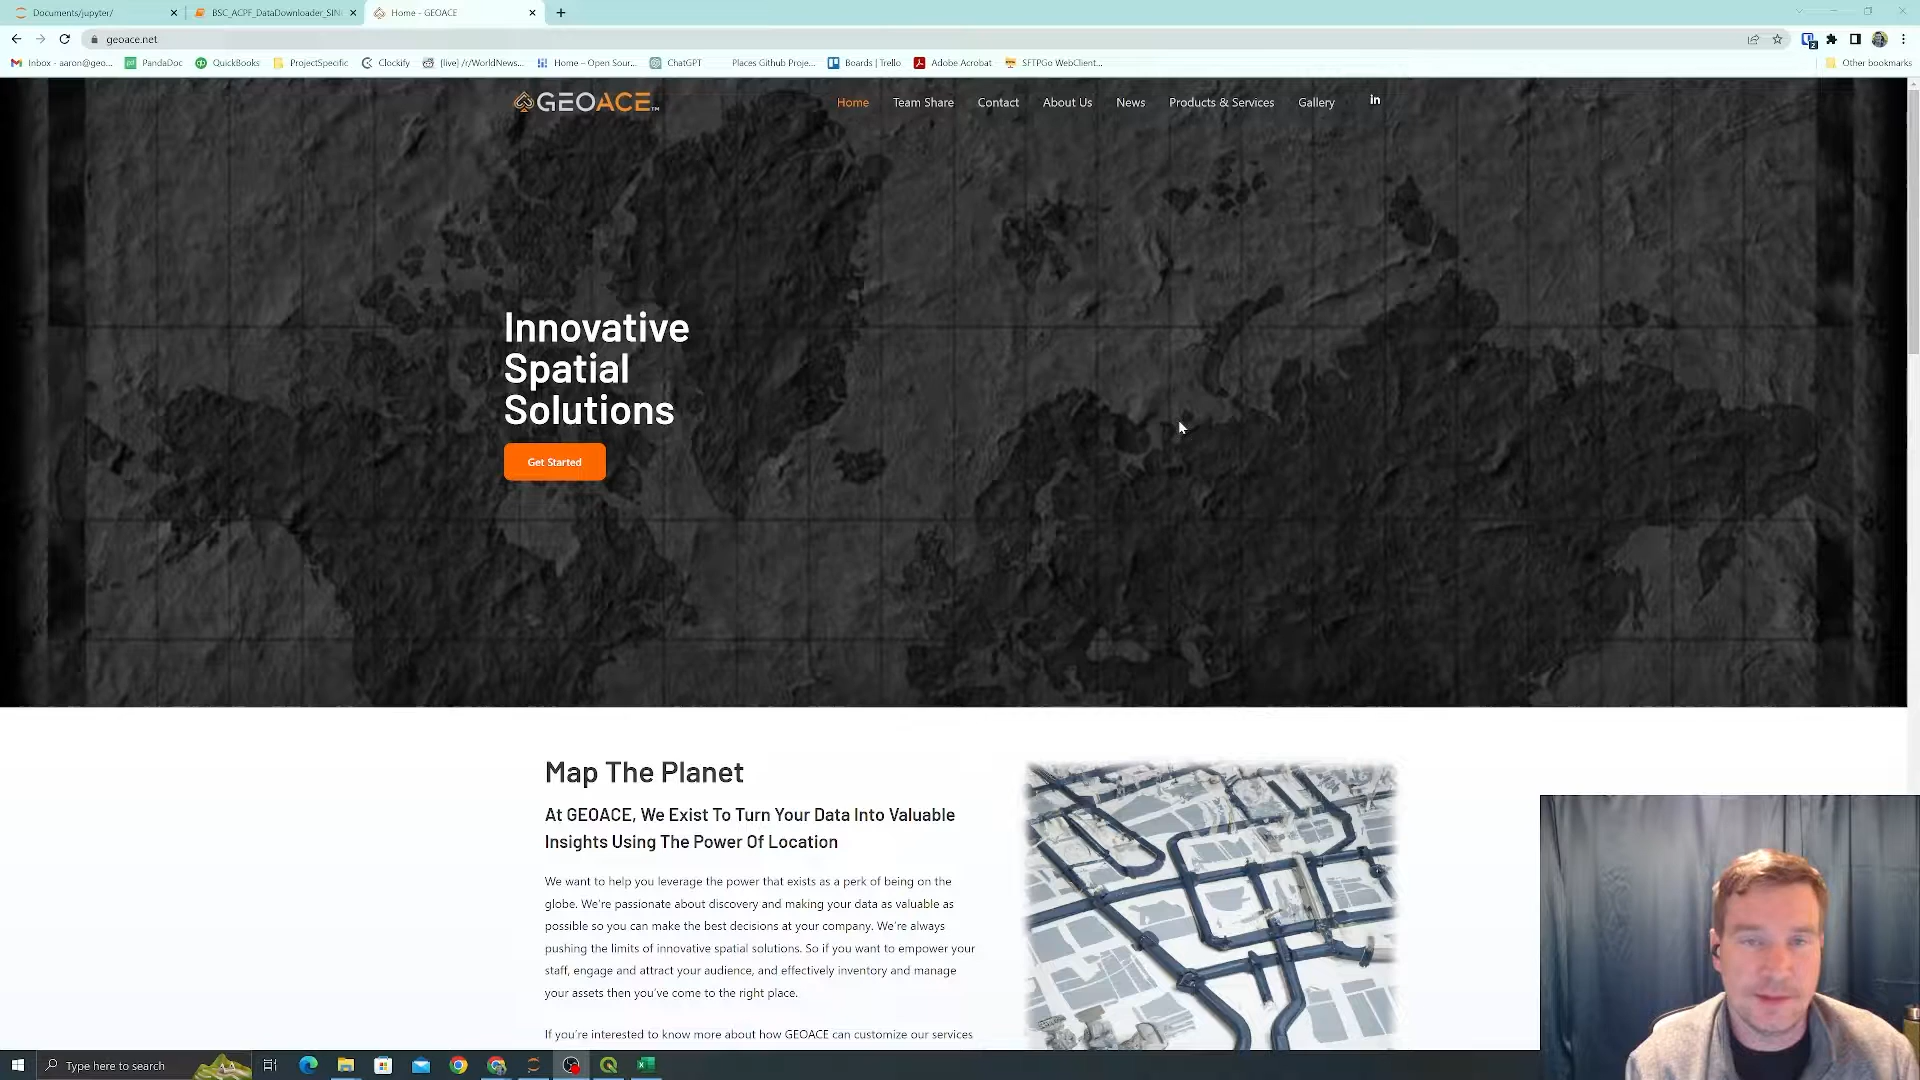 Documents/jupyter/
BSC_ACPF_DataDownloader_SIN
Home - GEOACE
geoace.net
Inbox - aaron@geo...
PandaDoc
QuickBooks
ProjectSpecific
Clockify
[live] /r/WorldNews...
Home – Open Sour...
ChatGPT
Places Github Proje...
Boards | Trello
Adobe Acrobat
SFTPGo WebClient...
Other bookmarks
GEOACE™
Home
Team Share
Contact
About Us
News
Products & Services
Gallery
in
Innovative
Spatial
Solutions
Get Started
Map The Planet
At GEOACE, We Exist To Turn Your Data Into Valuable
Insights Using The Power Of Location
We want to help you leverage the power that exists as a perk of being on the
globe. We're passionate about discovery and making your data as valuable as
possible so you can make the best decisions at your company. We're always
pushing the limits of innovative spatial solutions. So if you want to empower your
staff, engage and attract your audience, and effectively inventory and manage
your assets then you've come to the right place.
If you're interested to know more about how GEOACE can customize our services
Type here to search